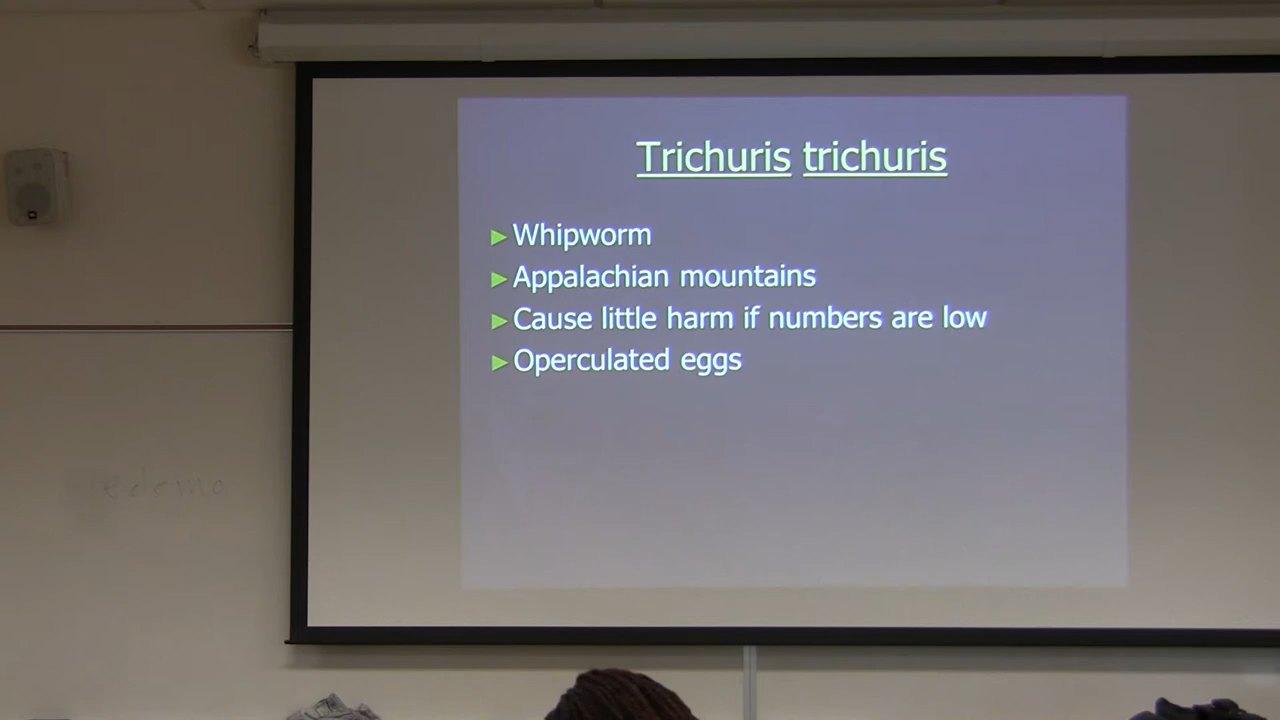 Trichuris trichuris
Whipworm
Appalachian mountains
Cause little harm if numbers are low
Operculated eggs